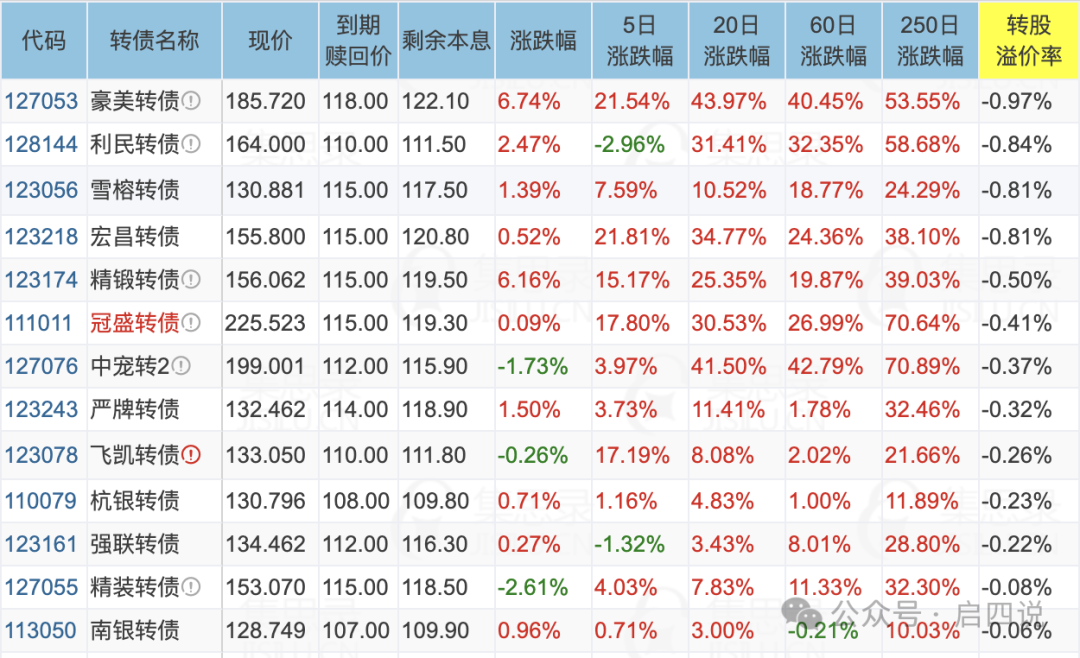 代码 转债名称 现价 到期赎回价 剩余本息 涨跌幅 5日涨跌幅 20日涨跌幅 60日涨跌幅 250日涨跌幅 转股溢价率
127053 豪美转债 185.720 118.00 122.10 6.74% 21.54% 43.97% 40.45% 53.55% -0.97%
128144 利民转债 164.000 110.00 111.50 2.47% -2.96% 31.41% 32.35% 58.68% -0.84%
123056 雪榕转债 130.881 115.00 117.50 1.39% 7.59% 10.52% 18.77% 24.29% -0.81%
123218 宏昌转债 155.800 115.00 120.80 0.52% 21.81% 34.77% 24.36% 38.10% -0.81%
123174 精锻转债 156.062 115.00 119.50 6.16% 15.17% 25.35% 19.87% 39.03% -0.50%
111011 冠盛转债 225.523 115.00 119.30 0.09% 17.80% 30.53% 26.99% 70.64% -0.41%
127076 中宠转2 199.001 112.00 115.90 -1.73% 3.97% 41.50% 42.79% 70.89% -0.37%
123243 严牌转债 132.462 114.00 118.90 1.50% 3.73% 11.41% 1.78% 32.46% -0.32%
123078 飞凯转债 133.050 110.00 111.80 -0.26% 17.19% 8.08% 2.02% 21.66% -0.26%
110079 杭银转债 130.796 108.00 109.80 0.71% 1.16% 4.83% 1.00% 11.89% -0.23%
123161 强联转债 134.462 112.00 116.30 0.27% -1.32% 3.43% 8.01% 28.80% -0.22%
127055 精装转债 153.070 115.00 118.50 -2.61% 4.03% 7.83% 11.33% 32.30% -0.08%
113050 南银转债 128.749 107.00 109.90 0.96% 0.71% 3.00% -0.21% 10.03% -0.06%
公众号 · 启四说